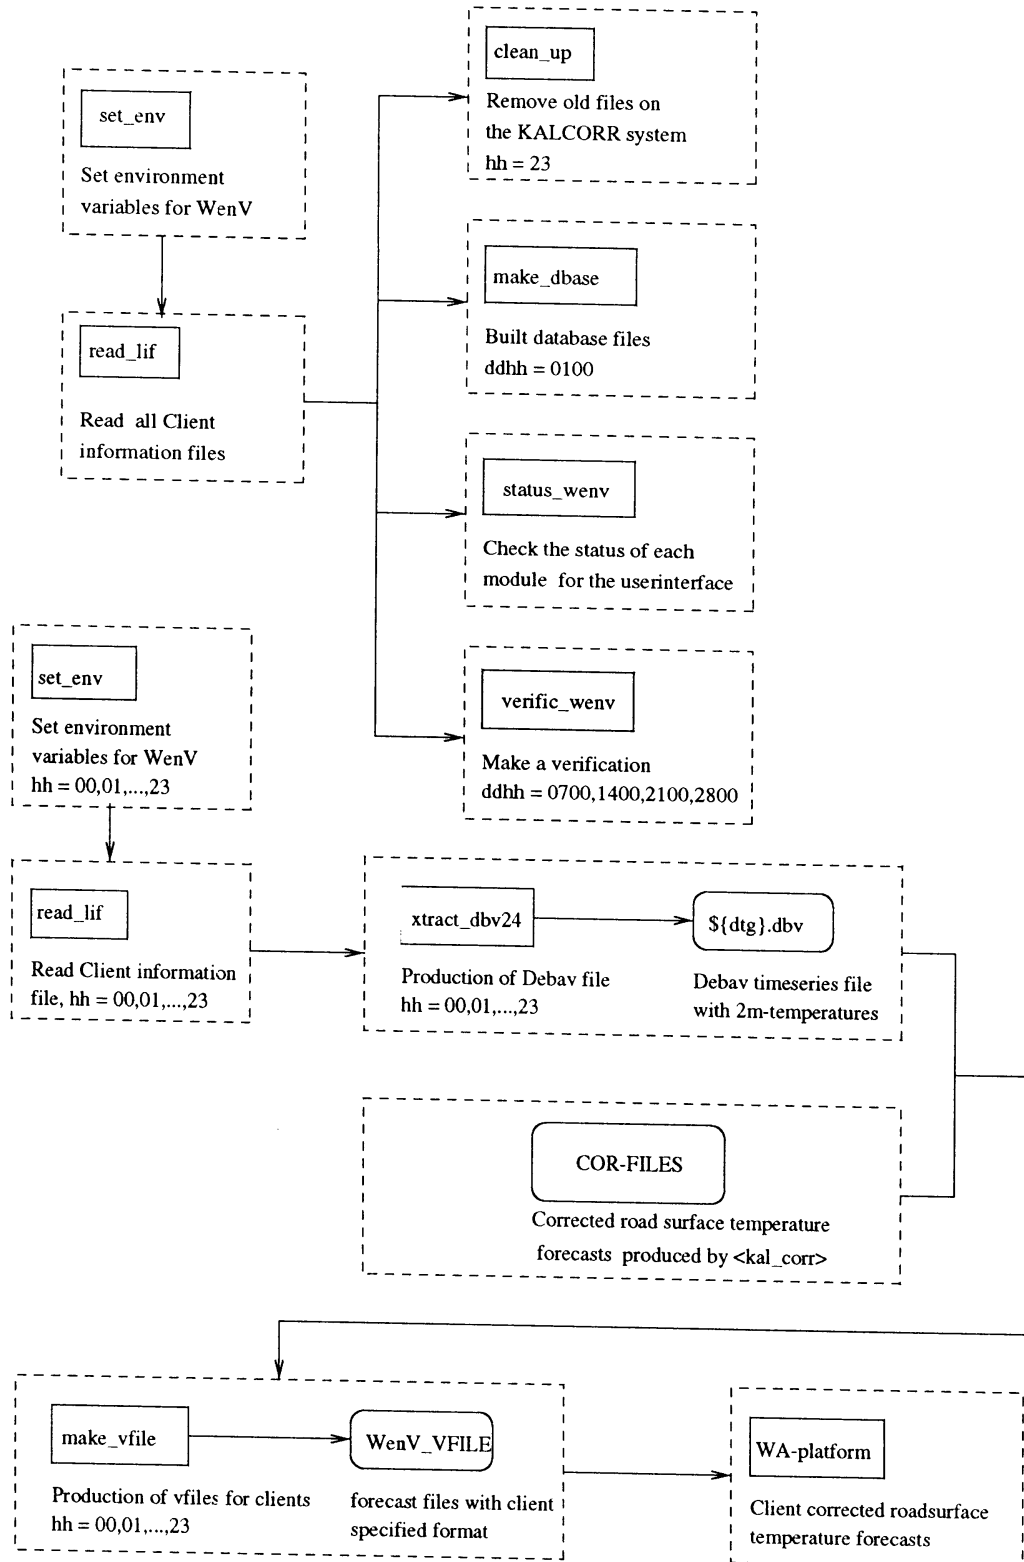 clean_up
Remove old files on
the KALCORR system
hh = 23
set_env
Set environment
variables for WenV
make_dbase
Built database files
ddhh = 0100
read_lif
Read all Client
information files
status_wenv
Check the status of each
module for the userinterface
verific_wenv
Make a verification
ddhh = 0700,1400,2100,2800
set_env
Set environment
variables for WenV
hh = 00,01,...,23
read_lif
Read Client information
file, hh = 00,01,...,23
xtract_dbv24
Production of Debav file
hh = 00,01,...,23
${dtg}.dbv
Debav timeseries file
with 2m-temperatures
COR-FILES
Corrected road surface temperature
forecasts produced by <kal_corr>
make_vfile
Production of vfiles for clients
hh = 00,01,...,23
WenV_VFILE
forecast files with client
specified format
WA-platform
Client corrected roadsurface
temperature forecasts